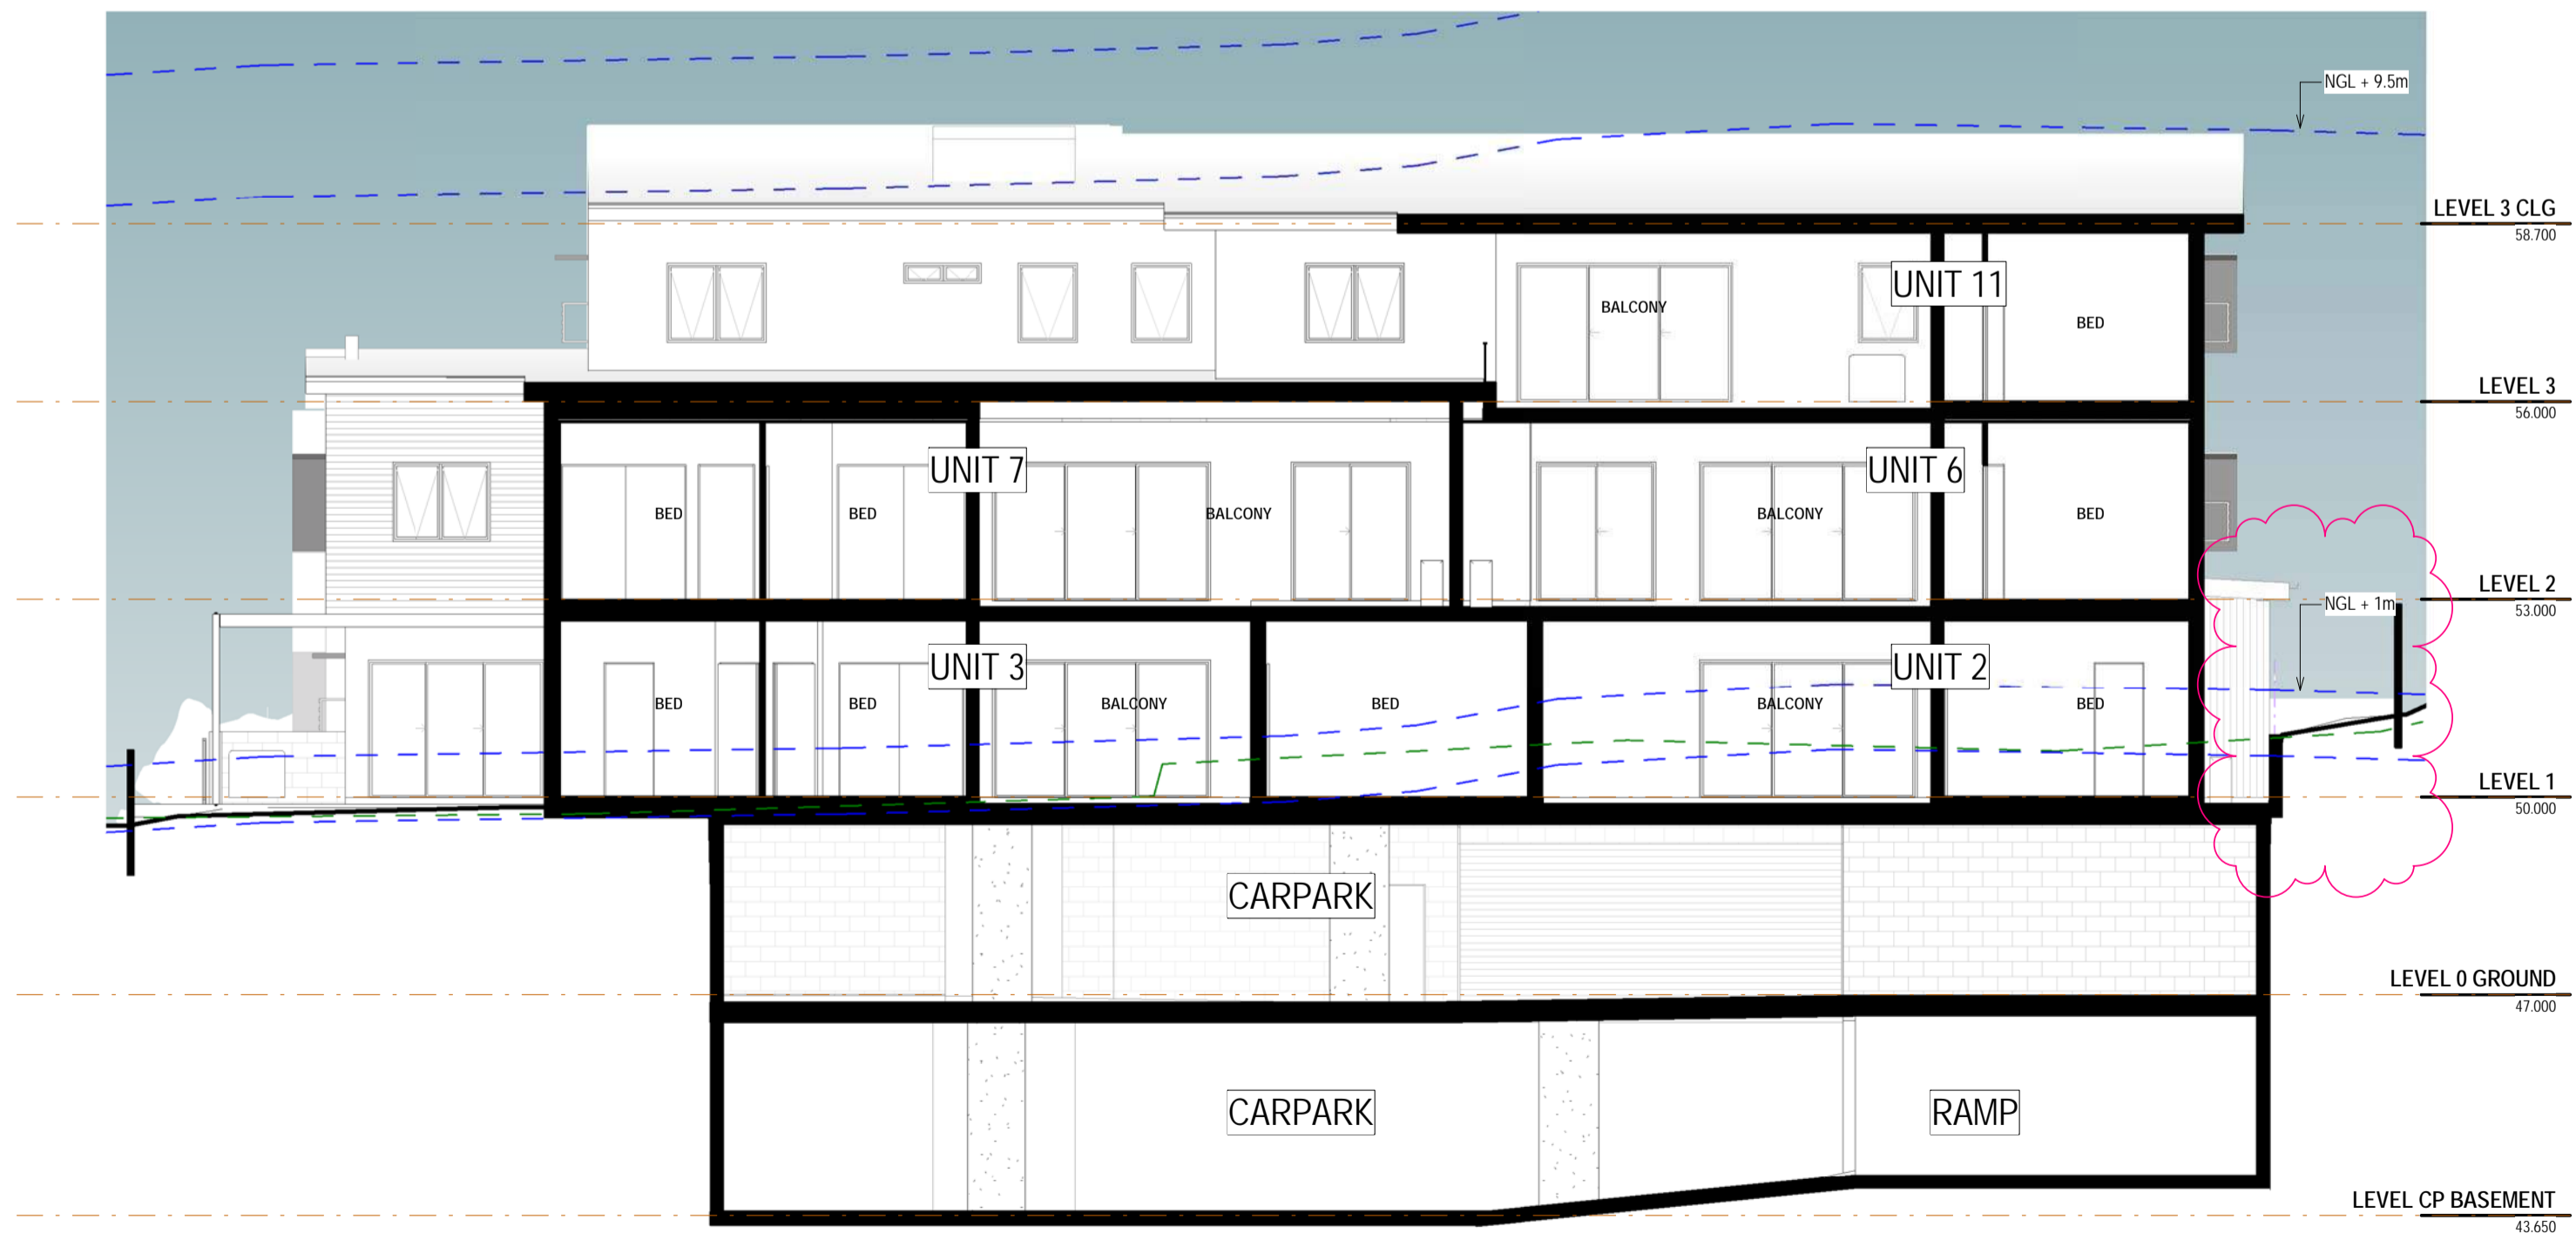 NGL + 9.5m
LEVEL 3 CLG
58.700
UNIT 11
BALCONY
BED
LEVEL 3
56.000
UNIT 7
UNIT 6
BED
BED
BALCONY
BALCONY
BED
LEVEL 2
53.000
NGL + 1m
UNIT 3
UNIT 2
BED
BED
BALCONY
BED
BALCONY
BED
LEVEL 1
50.000
CARPARK
LEVEL 0 GROUND
47.000
CARPARK
RAMP
LEVEL CP BASEMENT
43.650